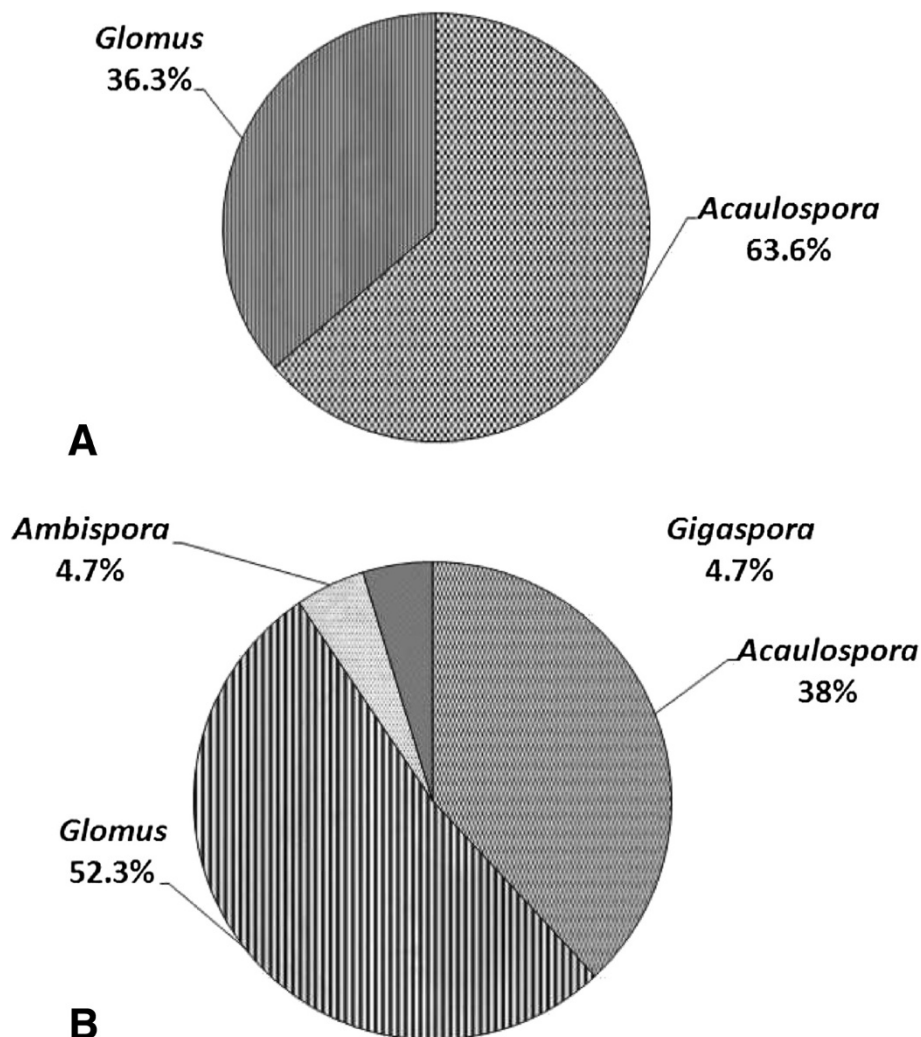 Glomus
36.3%
Acaulospora
63.6%
A
Ambispora
4.7%
Gigaspora
4.7%
Acaulospora
38%
Glomus
52.3%
B